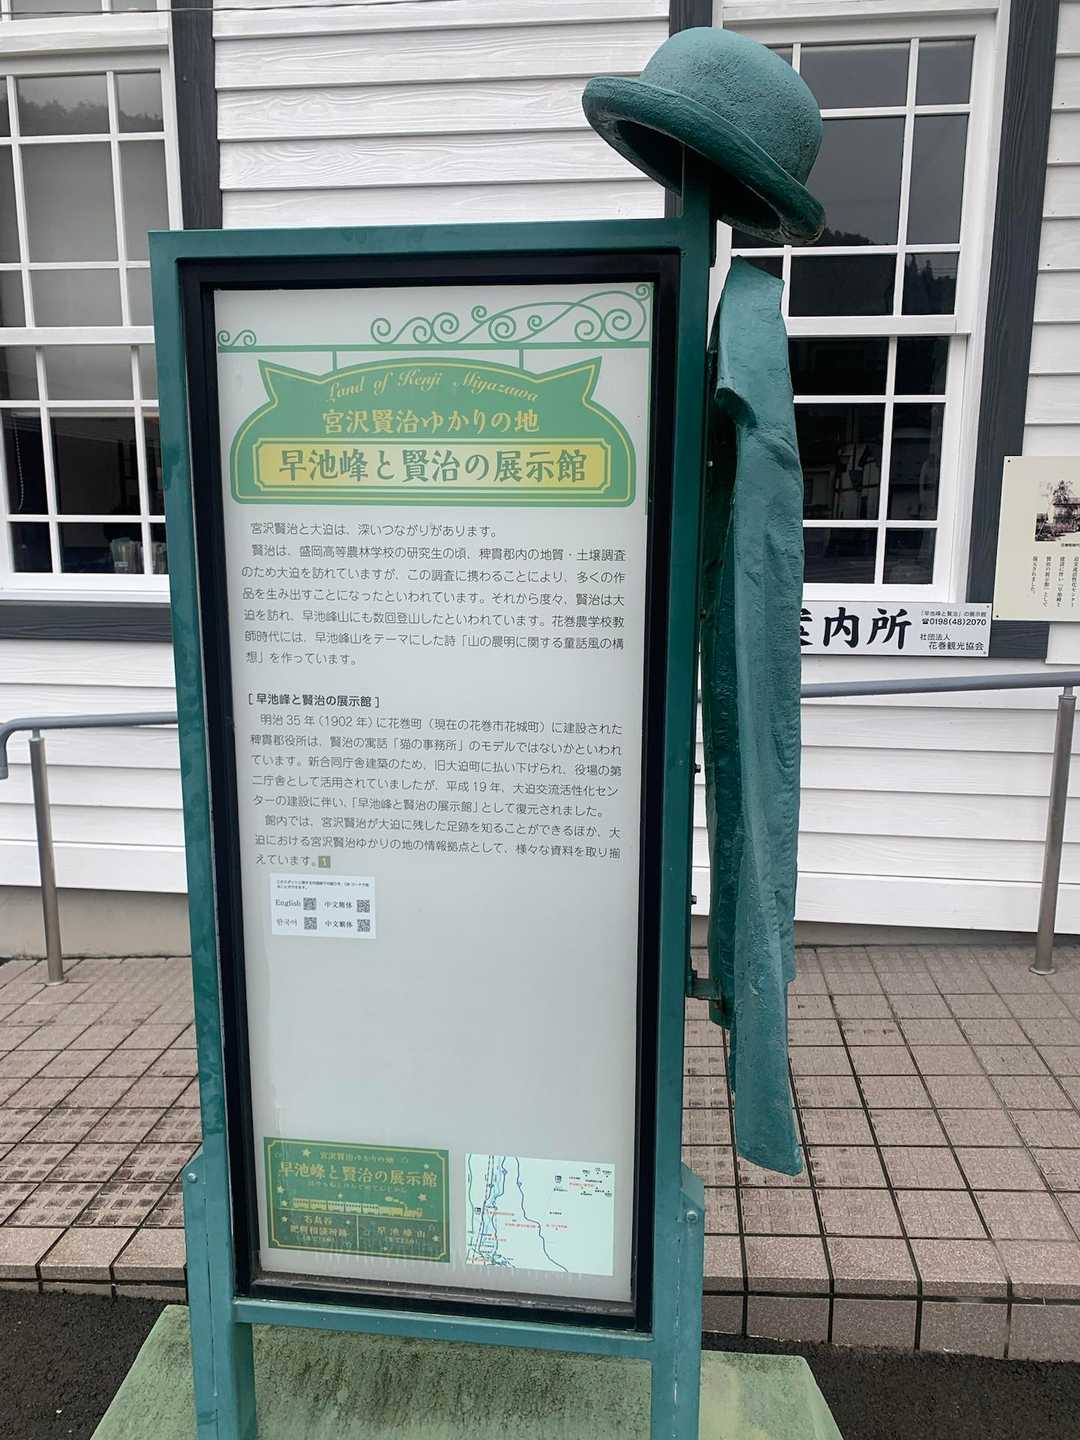 Land of Kenji Miyazawa
宮沢賢治ゆかりの地
早池峰と賢治の展示館
宮沢賢治と大迫は、深いつながりがあります。
賢治は、盛岡高等農林学校の研究生の頃、稗貫郡内の地質・土壌調査
のため大迫を訪れていますが、この調査に携わることにより、多くの作
品を生み出すことになったといわれています。それから度々、賢治は大
迫を訪れ、早池峰山にも数回登山したといわれています。花巻農学校教
師時代には、早池峰山をテーマにした詩「山の晨明に関する童話風の構
想」を作っています。
[ 早池峰と賢治の展示館 ]
明治 35 年（1902 年）に花巻町（現在の花巻市花城町）に建設された
稗貫郡役所は、賢治の寓話「猫の事務所」のモデルではないかといわれ
ています。新合同庁舎建築のため、旧大迫町に払い下げられ、役場の第
二庁舎として活用されていましたが、平成 19 年、大迫交流活性化セン
ターの建設に伴い、「早池峰と賢治の展示館」として復元されました。
館内では、宮沢賢治が大迫に残した足跡を知ることができるほか、大
迫における宮沢賢治ゆかりの地の情報拠点として、様々な資料を取り揃
えています。1
English 中文简体
한국어 中文繁体
宮沢賢治ゆかりの地
早池峰と賢治の展示館
石鳥谷
肥料相談所跡
早池峰山
案内所
「早池峰と賢治」の展示館
☎0198(48)2070
社団法人
花巻観光協会